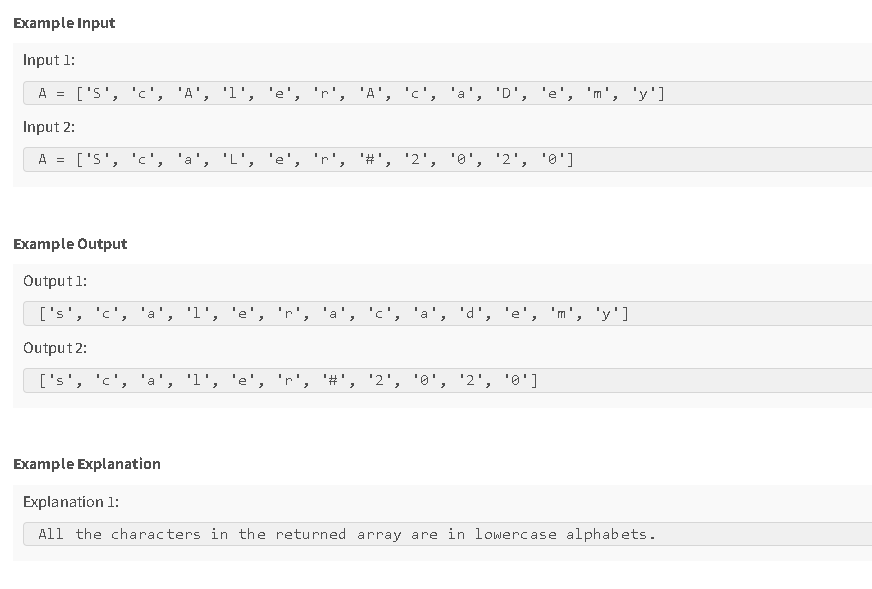 Example Input
Input 1:
A = ['S', 'c', 'A', 'l', 'e', 'r', 'A', 'c', 'a', 'D', 'e', 'm', 'y']
Input 2:
A = ['S', 'c', 'a', 'L', 'e', 'r', '#', '2', '0', '2', '0']
Example Output
Output 1:
['s', 'c', 'a', 'l', 'e', 'r', 'a', 'c', 'a', 'd', 'e', 'm', 'y']
Output 2:
['s', 'c', 'a', 'l', 'e', 'r', '#', '2', '0', '2', '0']
Example Explanation
Explanation 1:
All the characters in the returned array are in lowercase alphabets.